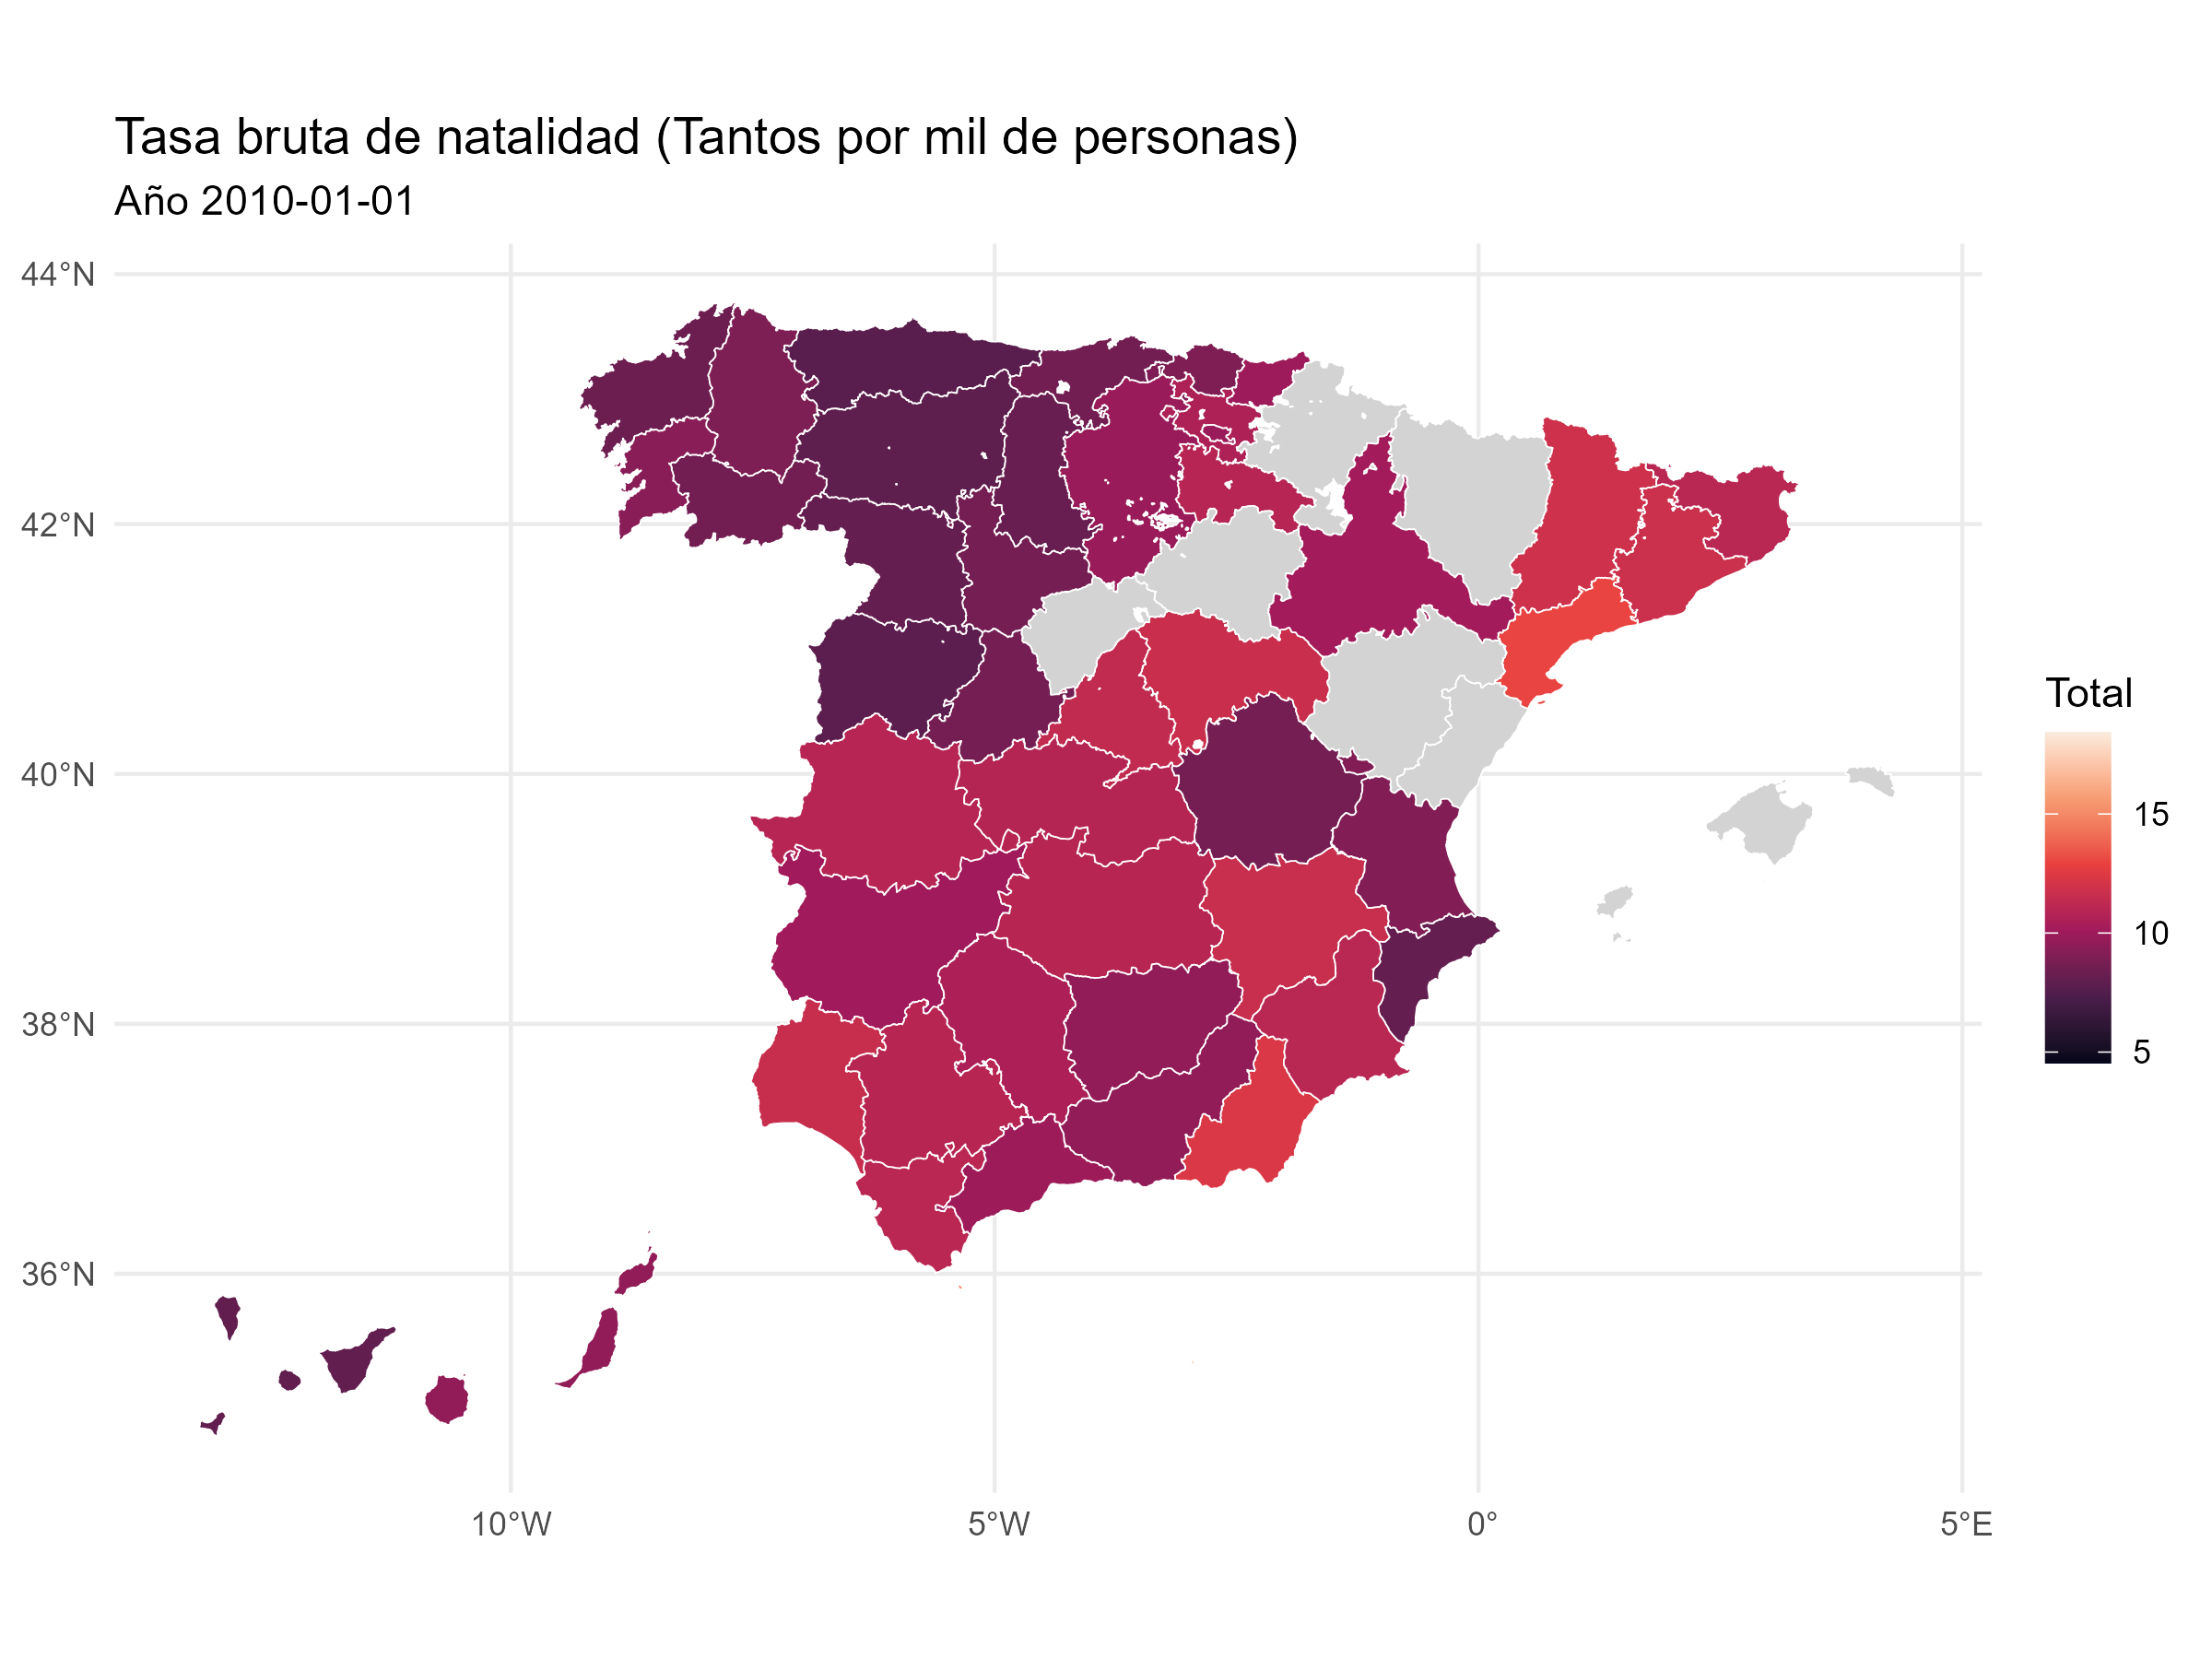 Tasa bruta de natalidad (Tantos por mil de personas)
Año 2010-01-01
44°N
42°N
40°N
38°N
36°N
10°W
5°W
0°
5°E
Total
15
10
5